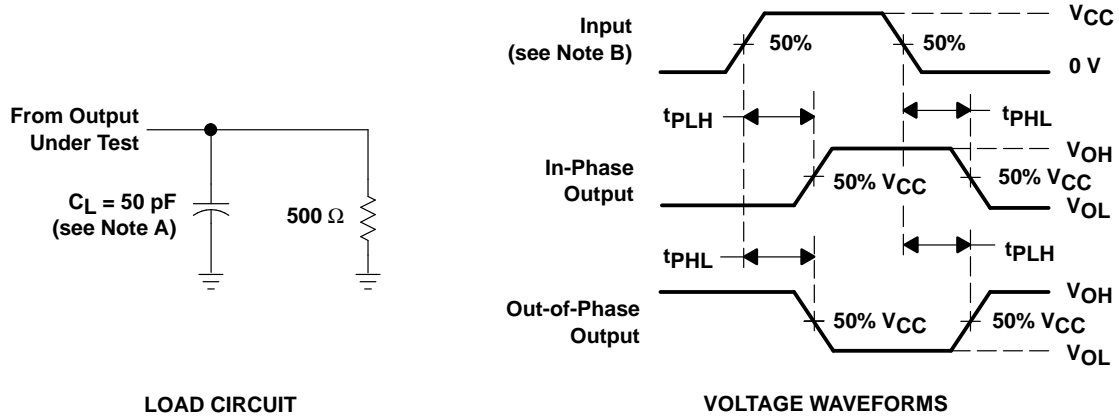 From Output
Under Test
CL = 50 pF
(see Note A)
500 Ω
LOAD CIRCUIT
Input
(see Note B)
50%
50%
VCC
0 V
tPLH
tPHL
In-Phase
Output
50% VCC
50% VCC
VOH
VOL
tPHL
tPLH
Out-of-Phase
Output
50% VCC
50% VCC
VOH
VOL
VOLTAGE WAVEFORMS